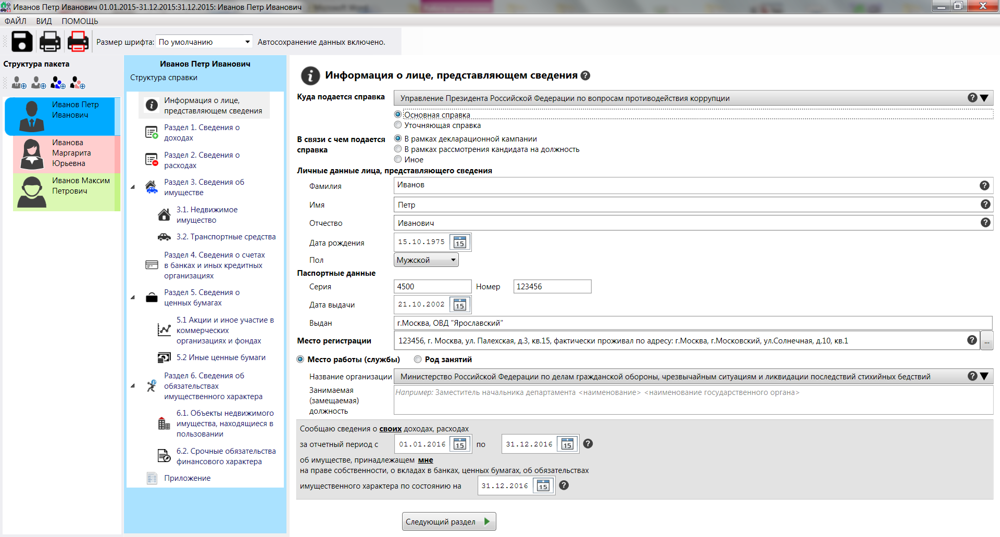 Иванов Петр Иванович 01.01.2015-31.12.2015:31.12.2015: Иванов Петр Иванович
ФАЙЛ ВИД ПОМОЩЬ
Размер шрифта: По умолчанию Автосохранение данных включено.
Структура пакета
Иванов Петр
Иванович
Иванова
Маргарита
Юрьевна
Иванов Максим
Петрович
Иванов Петр Иванович
Структура справки
Информация о лице,
представляющем сведения
Раздел 1. Сведения о
доходах
Раздел 2. Сведения о
расходах
Раздел 3. Сведения об
имуществе
3.1. Недвижимое
имущество
3.2. Транспортные средства
Раздел 4. Сведения о счетах
в банках и иных кредитных
организациях
Раздел 5. Сведения о
ценных бумагах
5.1 Акции и иное участие в
коммерческих
организациях и фондах
5.2 Иные ценные бумаги
Раздел 6. Сведения об
обязательствах
имущественного характера
6.1. Объекты недвижимого
имущества, находящиеся в
пользовании
6.2. Срочные обязательства
финансового характера
Приложение
Информация о лице, представляющем сведения ?
Куда подается справка Управление Президента Российской Федерации по вопросам противодействия коррупции ?
Основная справка
Уточняющая справка
В связи с чем подается
справка
В рамках декларационной кампании
В рамках рассмотрения кандидата на должность
Иное
Личные данные лица, представляющего сведения
Фамилия Иванов ?
Имя Петр ?
Отчество Иванович ?
Дата рождения 15.10.1975 15
Пол Мужской
Паспортные данные
Серия 4500 Номер 123456
Дата выдачи 21.10.2002 15
Выдан г.Москва, ОВД "Ярославский"
Место регистрации 123456, г. Москва, ул. Палехская, д.3, кв.15, фактически проживал по адресу: г.Москва, г.Московский, ул.Солнечная, д.10, кв.1 ? ...
Место работы (службы) Род занятий
Название организации Министерство Российской Федерации по делам гражданской обороны, чрезвычайным ситуациям и ликвидации последствий стихийных бедствий ?
Занимаемая
(замещаемая)
должность
Например: Заместитель начальника департамента <наименование> <наименование государственного органа>
Сообщаю сведения о своих доходах, расходах
за отчетный период с 01.01.2016 15 по 31.12.2016 15 ?
об имуществе, принадлежащем мне
на праве собственности, о вкладах в банках, ценных бумагах, об обязательствах
имущественного характера по состоянию на 31.12.2016 15 ?
Следующий раздел